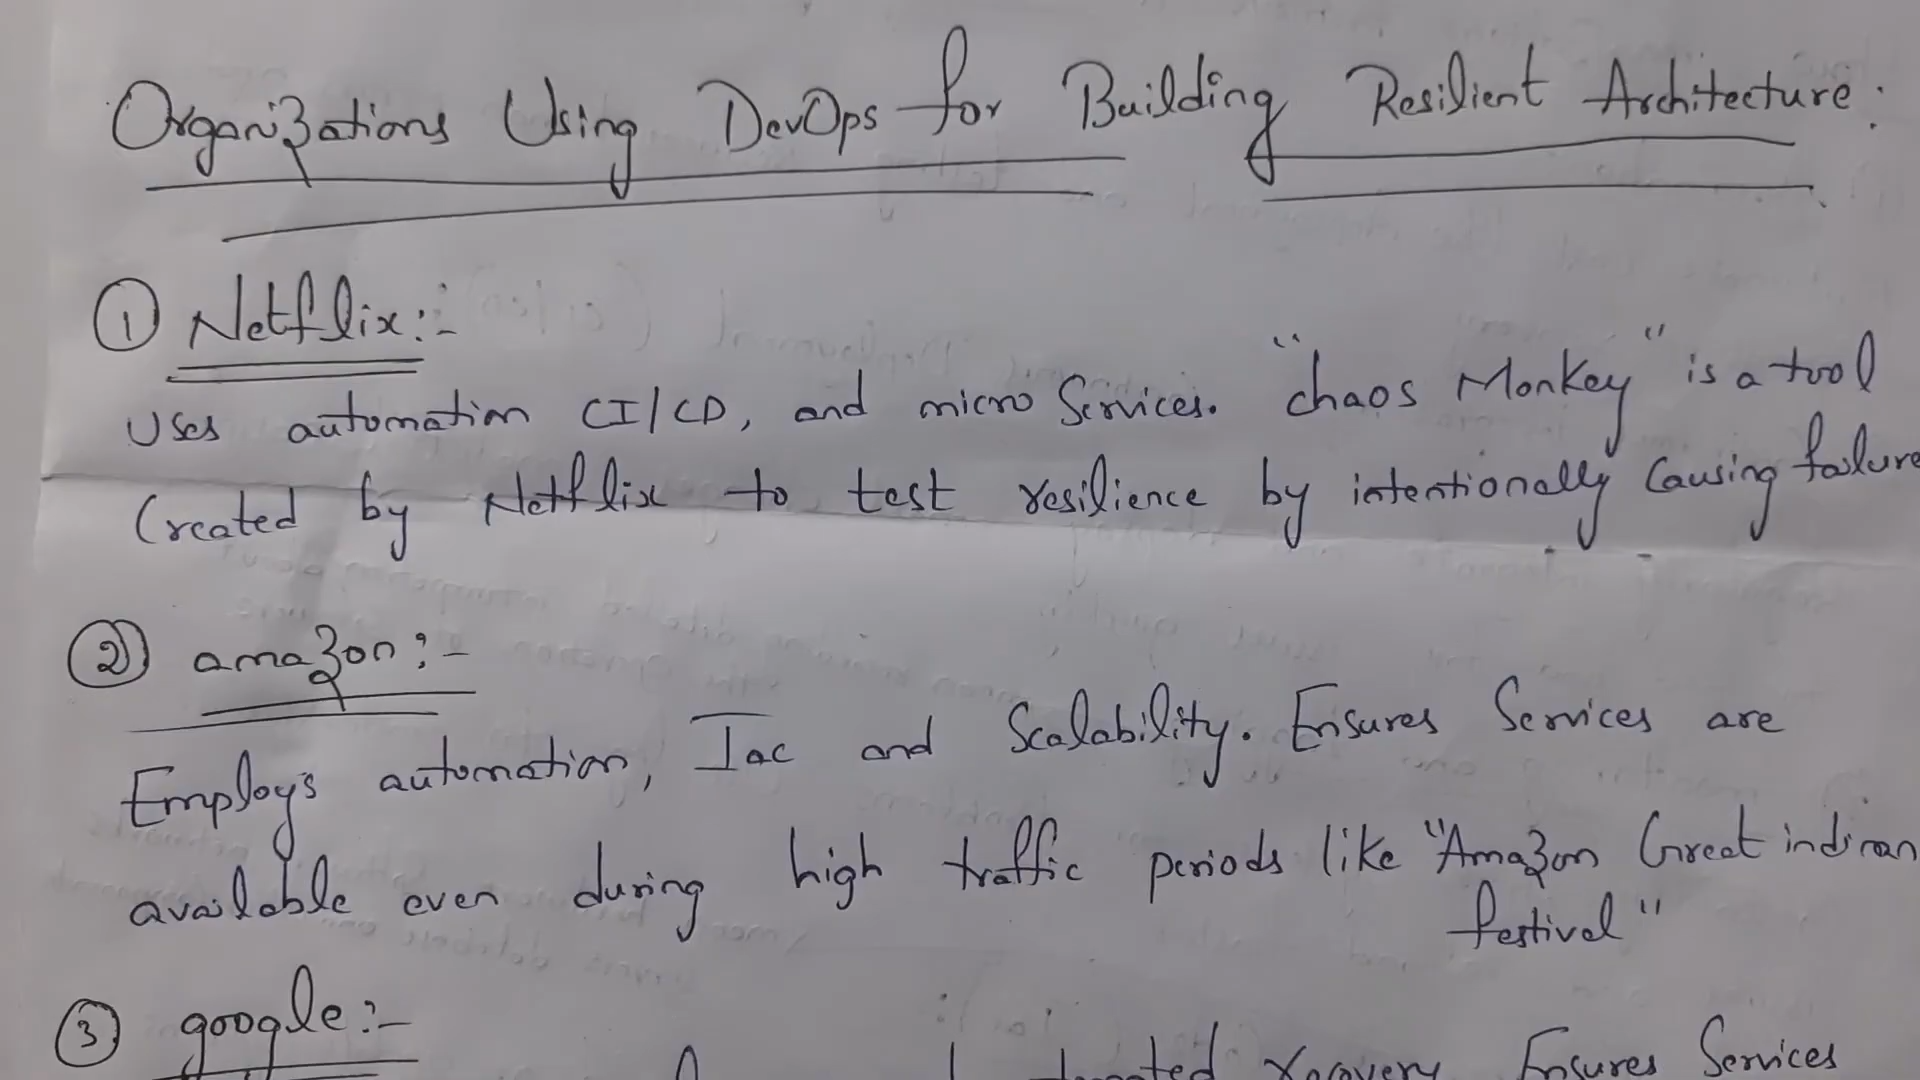 Organizations Using DevOps for Building Resilient Architecture:
① Netflix:-
Uses automation CI/CD, and micro Services. "chaos Monkey" is a tool
Created by Netflix to test resilience by intentionally Causing failure
② amazon:-
Employs automation, Iac and Scalability. Ensures Services are
available even during high traffic periods like "Amazon Great indian
festival"
③ google:-
recovery. Ensures Services